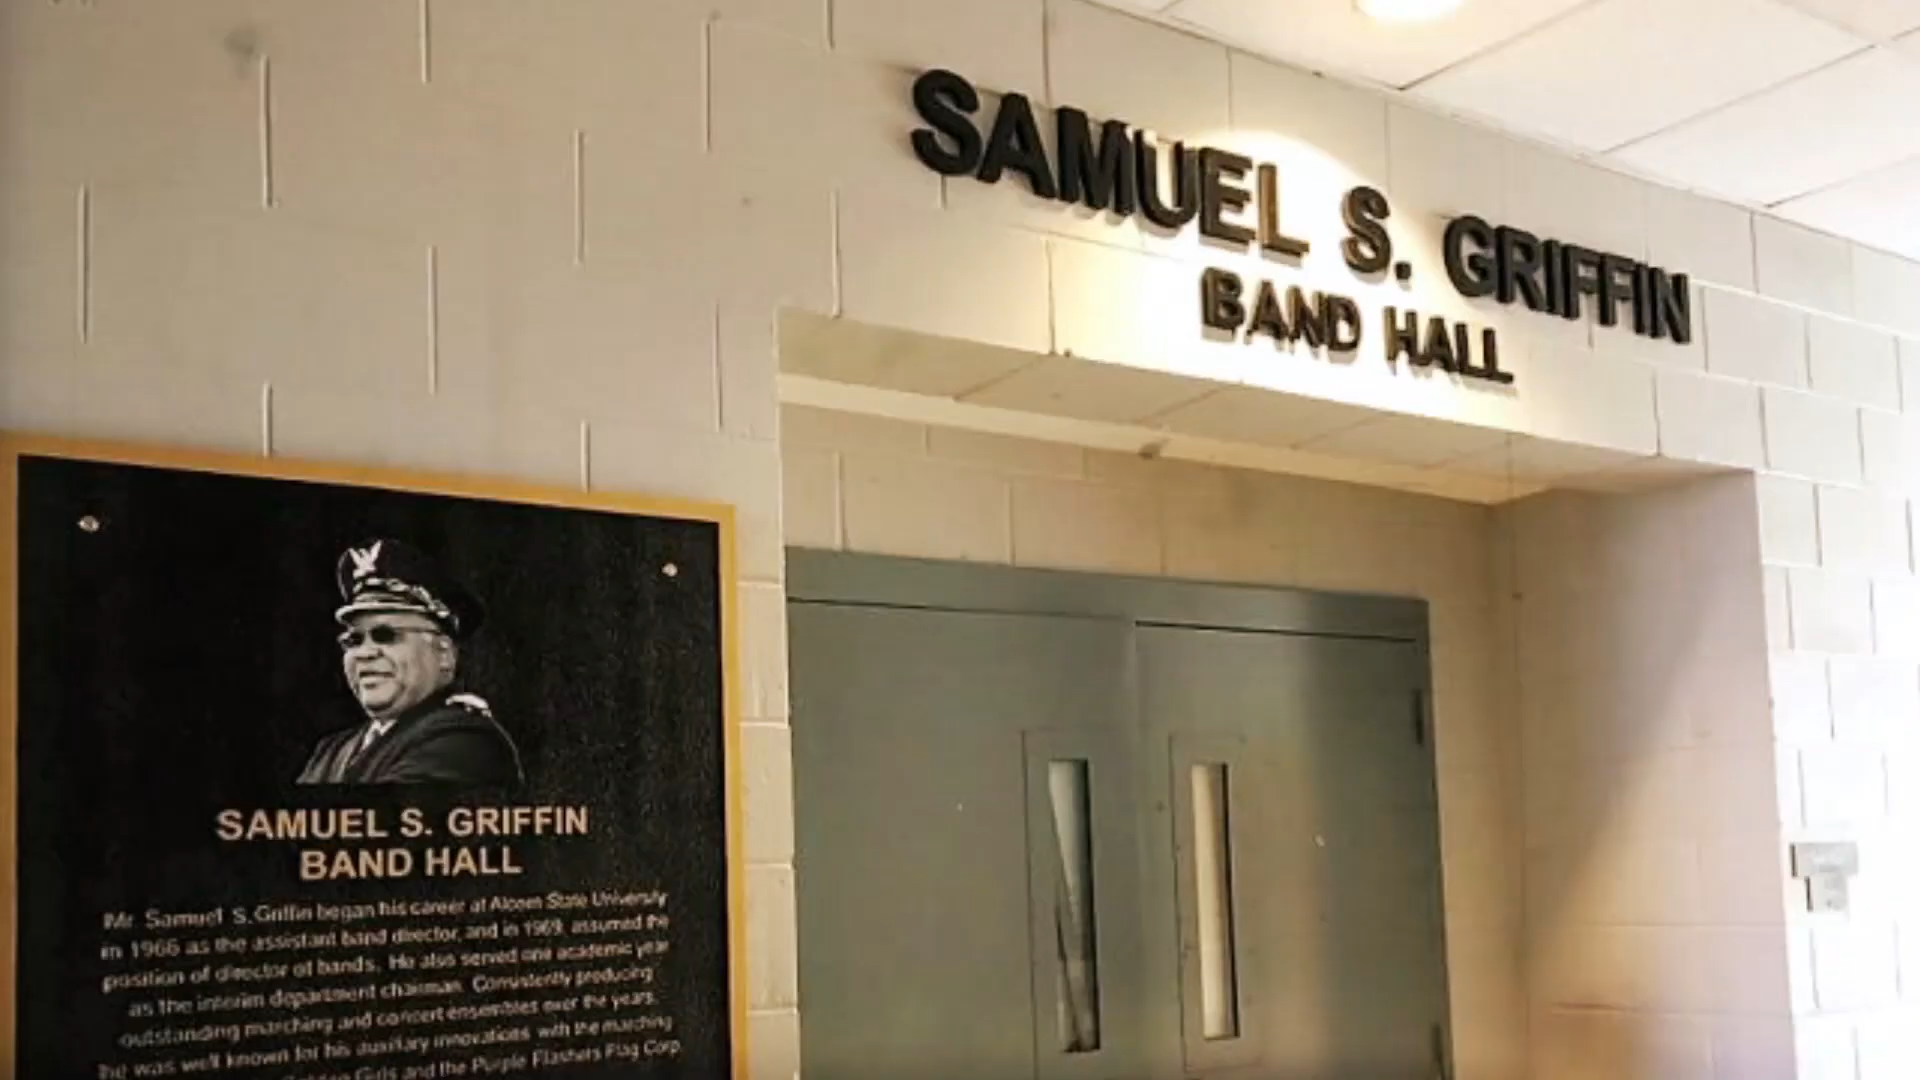 SAMUEL S. GRIFFIN
BAND HALL
SAMUEL S. GRIFFIN
BAND HALL
Mr. Samuel S. Griffin began his career at Alcorn State University
in 1966 as the assistant band director, and in 1969, assumed the
position of director of bands. He also served one academic year
as the interim department chairman. Consistently producing
outstanding marching and concert ensembles over the years,
he was well known for his auxiliary innovations with the marching
Golden Girls and the Purple Flashers Flag Corp.